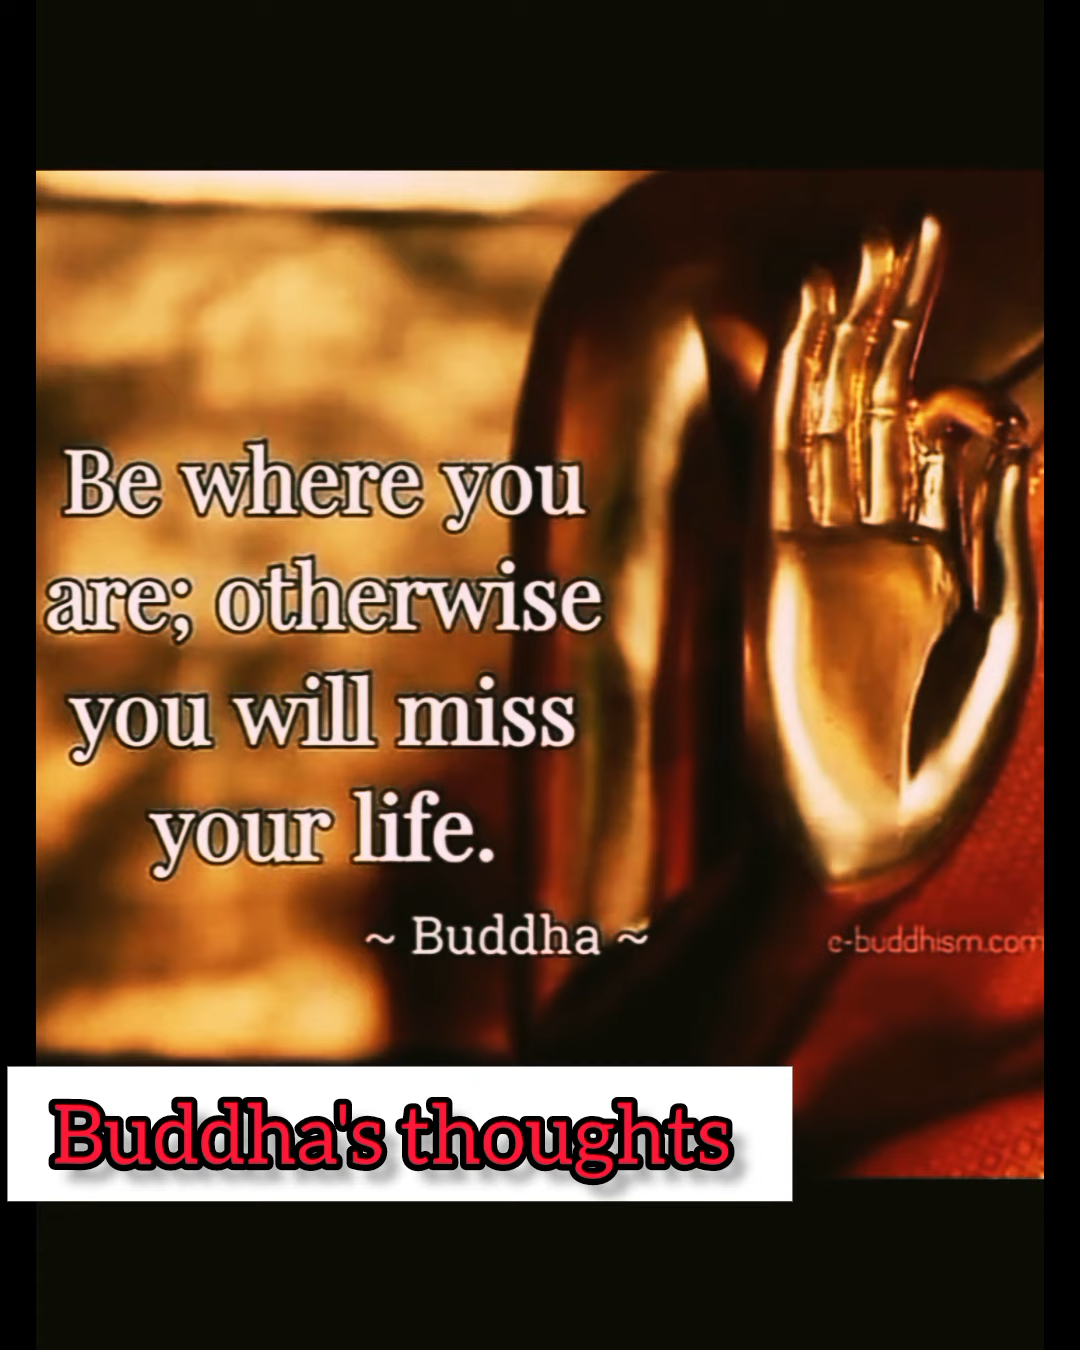 Be where you
are; otherwise
you will miss
your life.
~ Buddha ~
e-buddhism.com
Buddha's thoughts